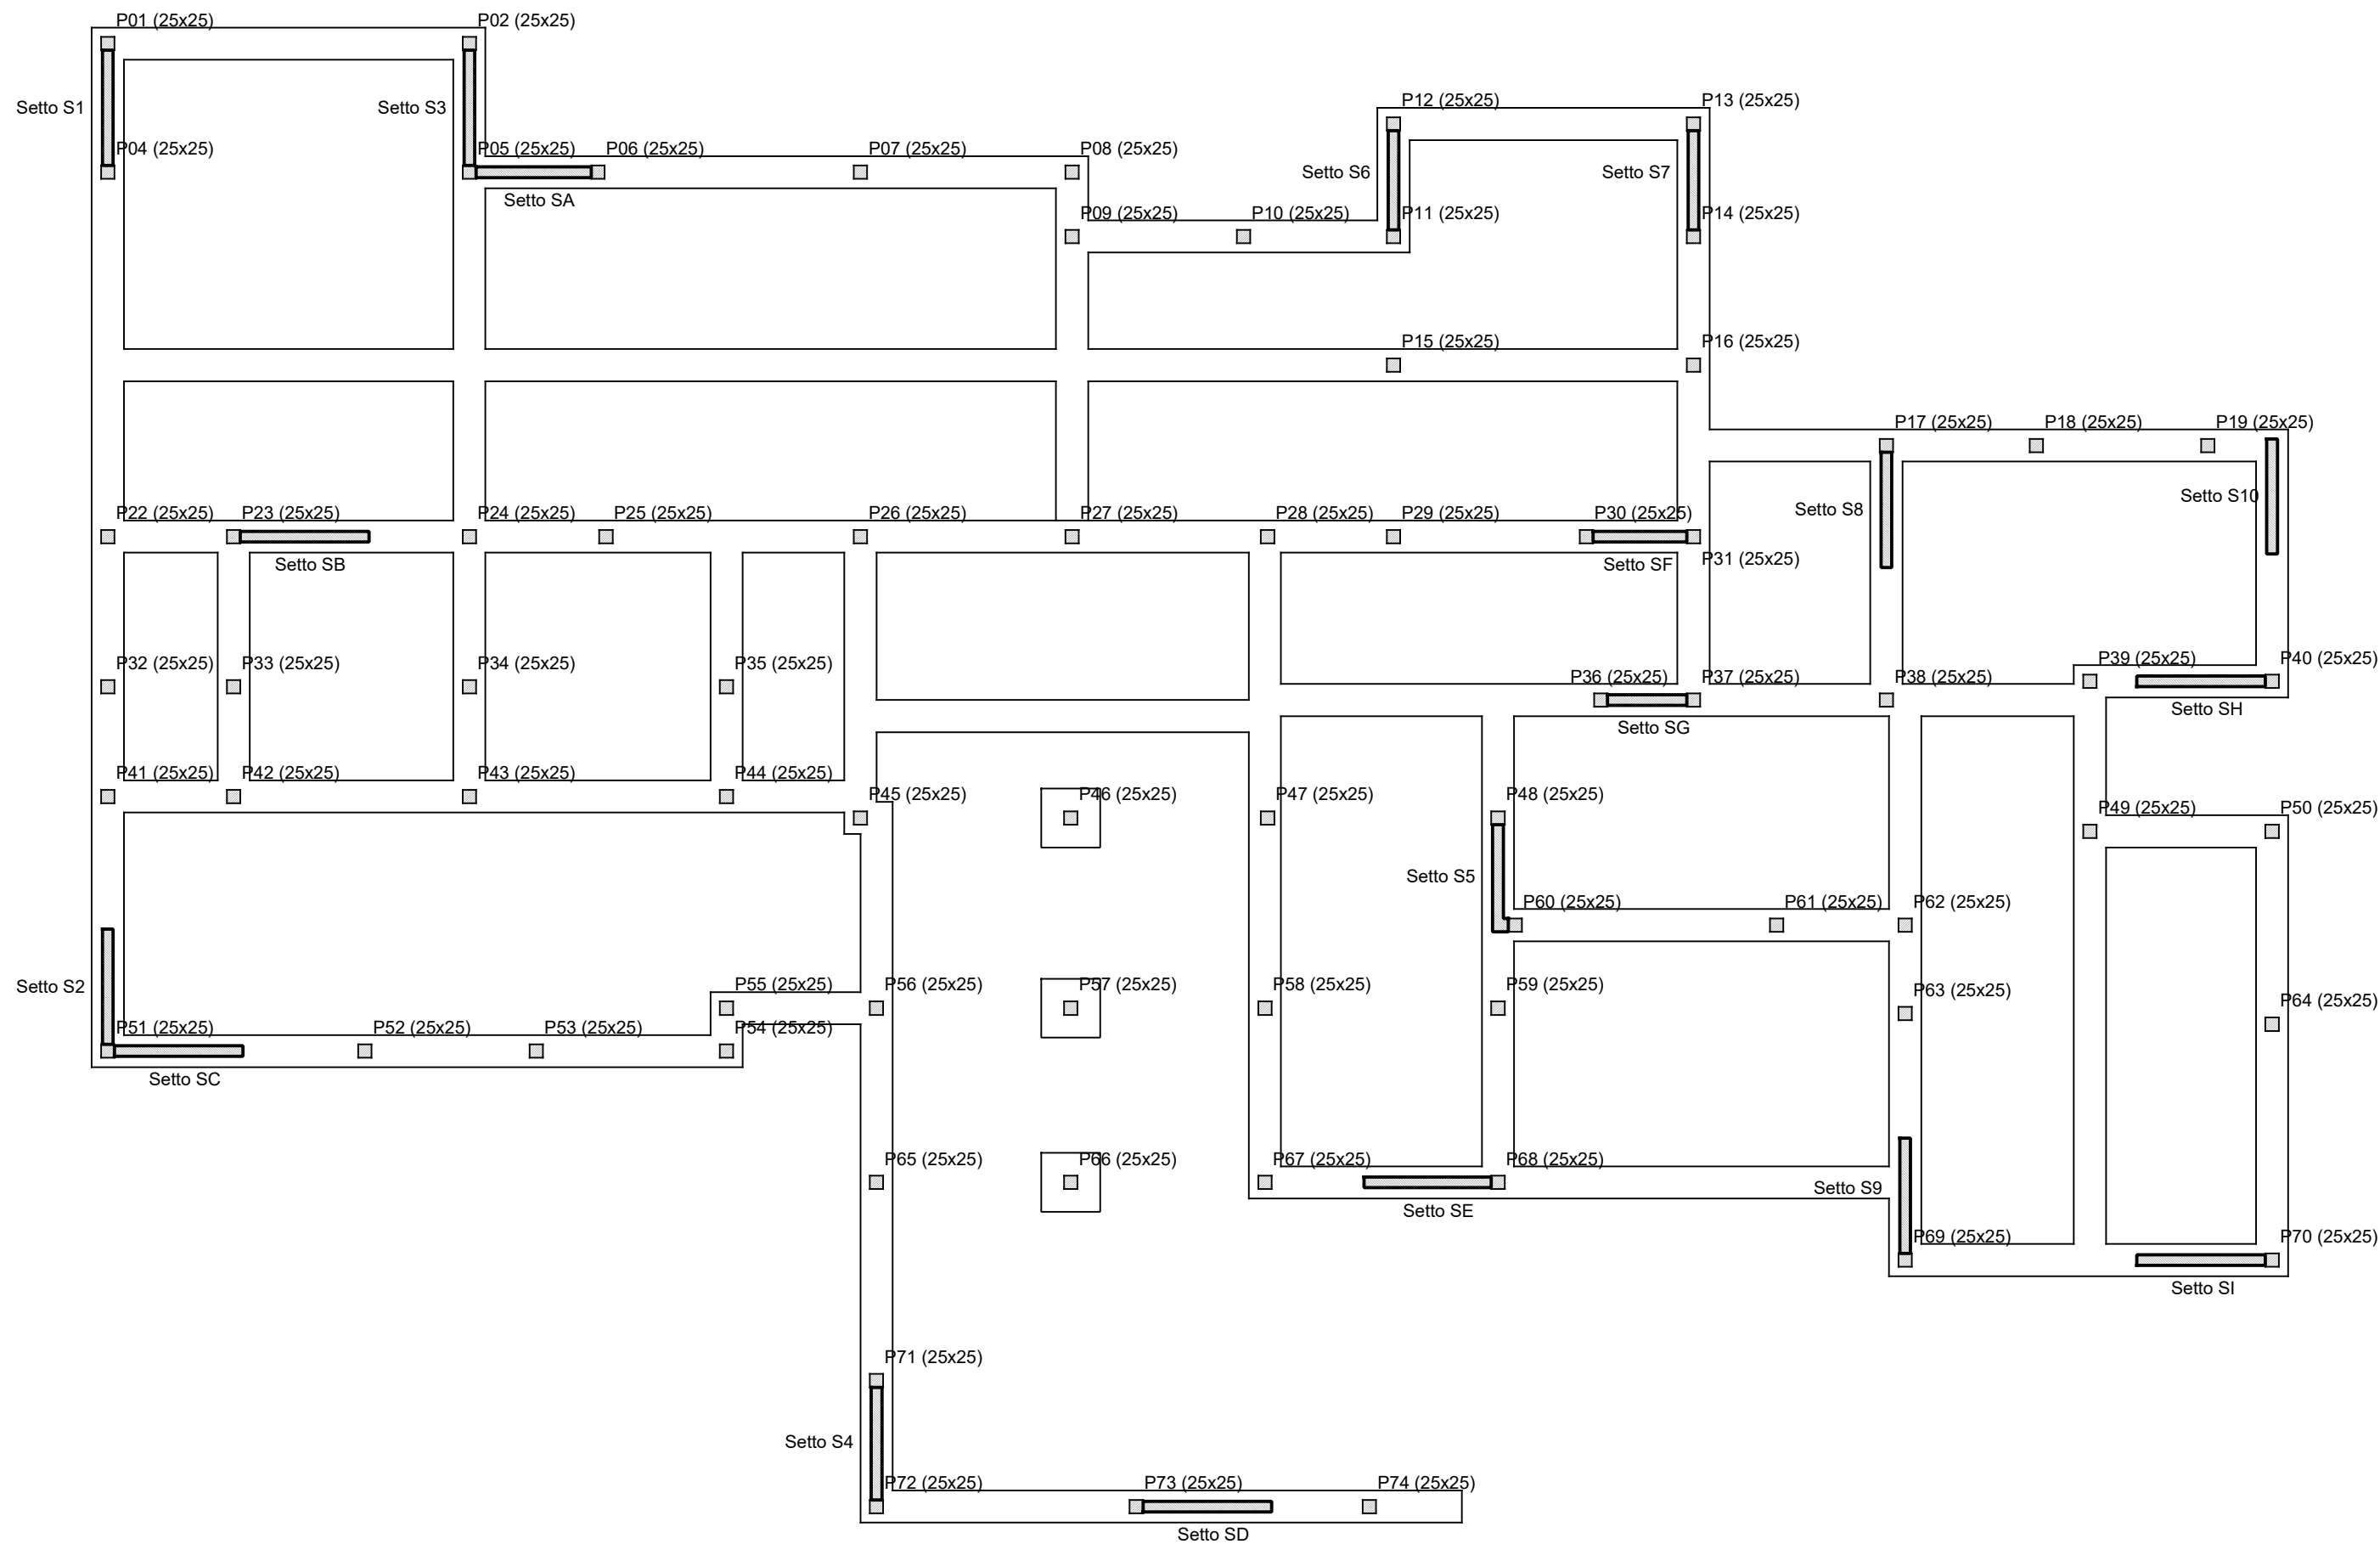 P01 (25x25)
P02 (25x25)
Setto S1
Setto S3
P12 (25x25)
P13 (25x25)
P04 (25x25)
P05 (25x25)
P06 (25x25)
P07 (25x25)
P08 (25x25)
Setto S6
Setto S7
Setto SA
P09 (25x25)
P10 (25x25)
P11 (25x25)
P14 (25x25)
P15 (25x25)
P16 (25x25)
P17 (25x25)
P18 (25x25)
P19 (25x25)
Setto S10
Setto S8
P22 (25x25)
P23 (25x25)
P24 (25x25)
P25 (25x25)
P26 (25x25)
P27 (25x25)
P28 (25x25)
P29 (25x25)
P30 (25x25)
Setto SB
Setto SF
P31 (25x25)
P32 (25x25)
P33 (25x25)
P34 (25x25)
P35 (25x25)
P36 (25x25)
P37 (25x25)
P38 (25x25)
P39 (25x25)
P40 (25x25)
Setto SG
Setto SH
P41 (25x25)
P42 (25x25)
P43 (25x25)
P44 (25x25)
P45 (25x25)
P46 (25x25)
P47 (25x25)
P48 (25x25)
P49 (25x25)
P50 (25x25)
Setto S5
P60 (25x25)
P61 (25x25)
P62 (25x25)
Setto S2
P55 (25x25)
P56 (25x25)
P57 (25x25)
P58 (25x25)
P59 (25x25)
P63 (25x25)
P64 (25x25)
P51 (25x25)
P52 (25x25)
P53 (25x25)
P54 (25x25)
Setto SC
P65 (25x25)
P66 (25x25)
P67 (25x25)
P68 (25x25)
Setto S9
Setto SE
P69 (25x25)
P70 (25x25)
Setto SI
P71 (25x25)
Setto S4
P72 (25x25)
P73 (25x25)
P74 (25x25)
Setto SD